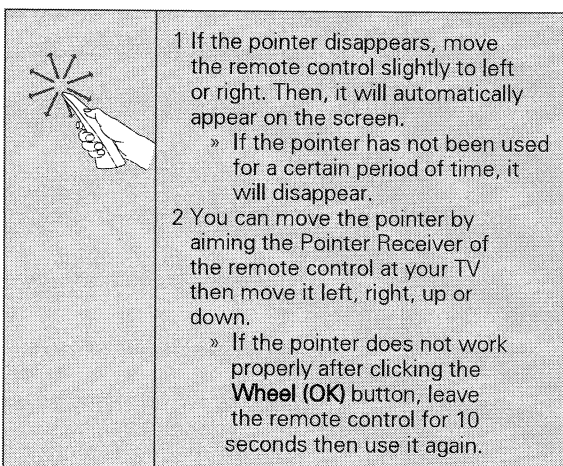 1 If the pointer disappears, move
the remote control slightly to left
or right. Then, it will automatically
appear on the screen.
» If the pointer has not been used
for a certain period of time, it
will disappear.
2 You can move the pointer by
aiming the Pointer Receiver of
the remote control at your TV
then move it left, right, up or
down.
» If the pointer does not work
properly after clicking the
Wheel (OK) button, leave
the remote control for 10
seconds then use it again.